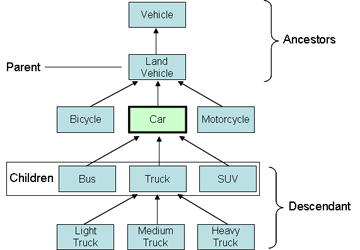 Vehicle
Ancestors
Parent
Land
Vehicle
Bicycle
Car
Motorcycle
Children
Bus
Truck
SUV
Descendant
Light
Truck
Medium
Truck
Heavy
Truck